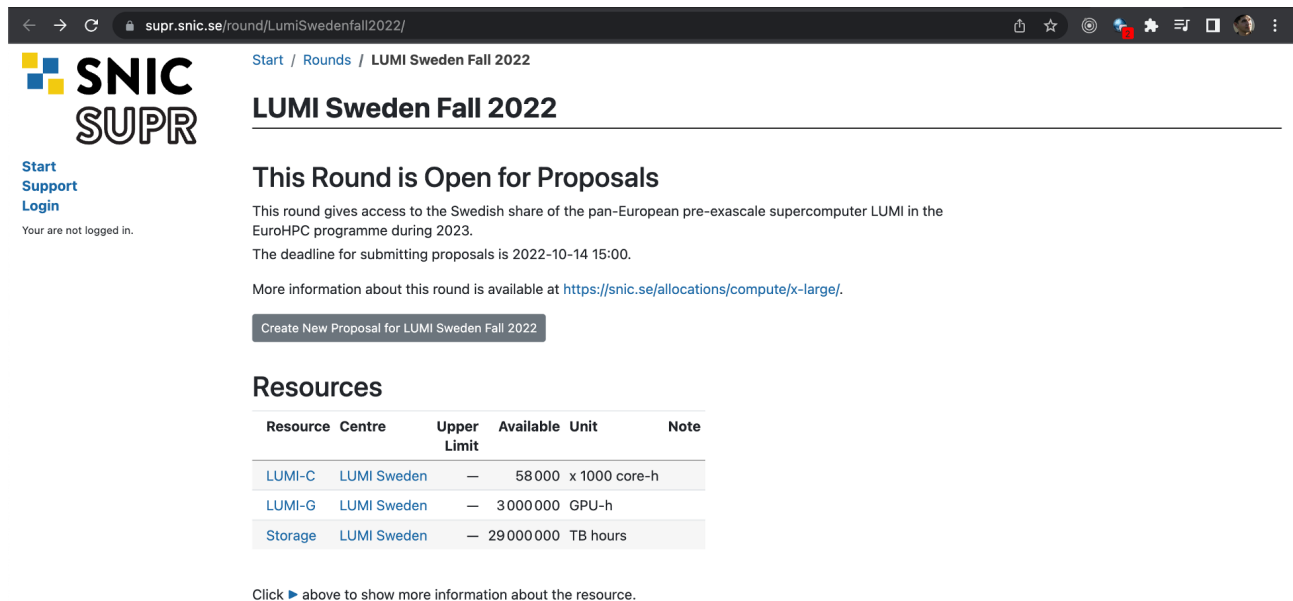 supr.snic.se/round/LumiSwedenfall2022/
2
SNIC
SUPR
Start
Support
Login
Your are not logged in.
Start / Rounds / LUMI Sweden Fall 2022
LUMI Sweden Fall 2022
This Round is Open for Proposals
This round gives access to the Swedish share of the pan-European pre-exascale supercomputer LUMI in the
EuroHPC programme during 2023.
The deadline for submitting proposals is 2022-10-14 15:00.
More information about this round is available at https://snic.se/allocations/compute/x-large/.
Create New Proposal for LUMI Sweden Fall 2022
Resources
Resource Centre Upper Available Unit Note
Limit
LUMI-C LUMI Sweden — 58 000 x 1000 core-h
LUMI-G LUMI Sweden — 3 000 000 GPU-h
Storage LUMI Sweden — 29 000 000 TB hours
Click ▶ above to show more information about the resource.